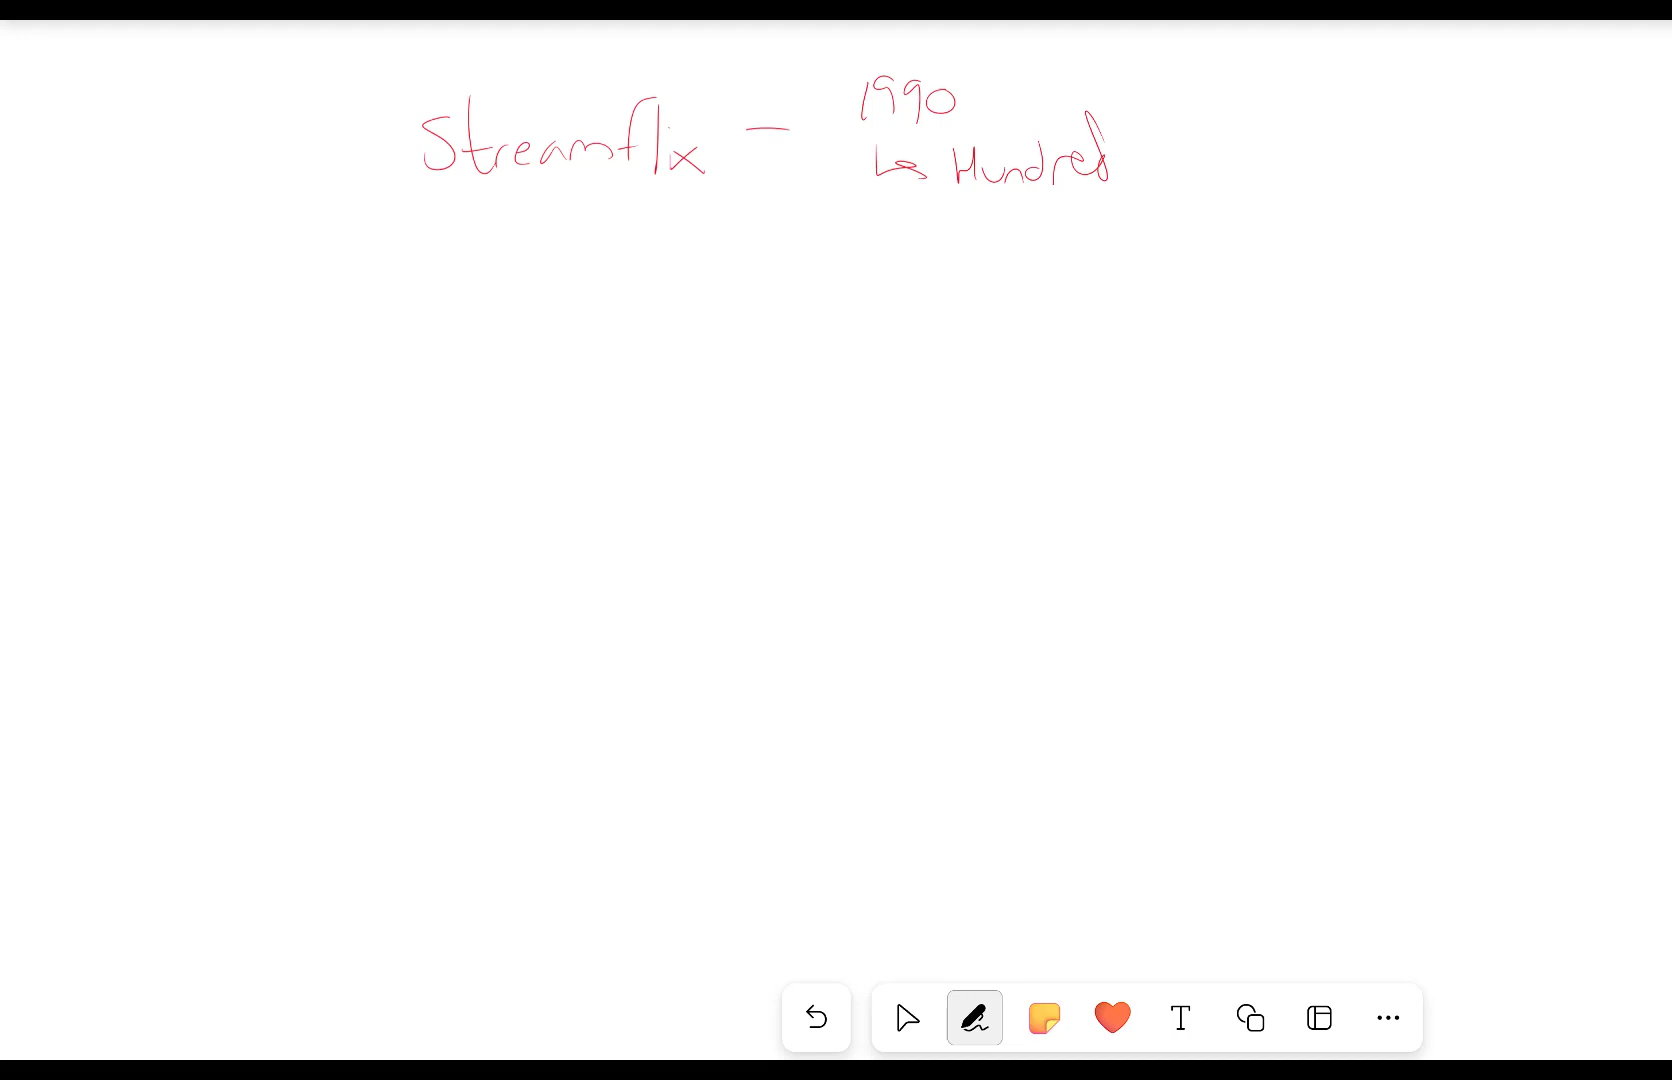 Streamflix - 1990
↳ Hundred
T